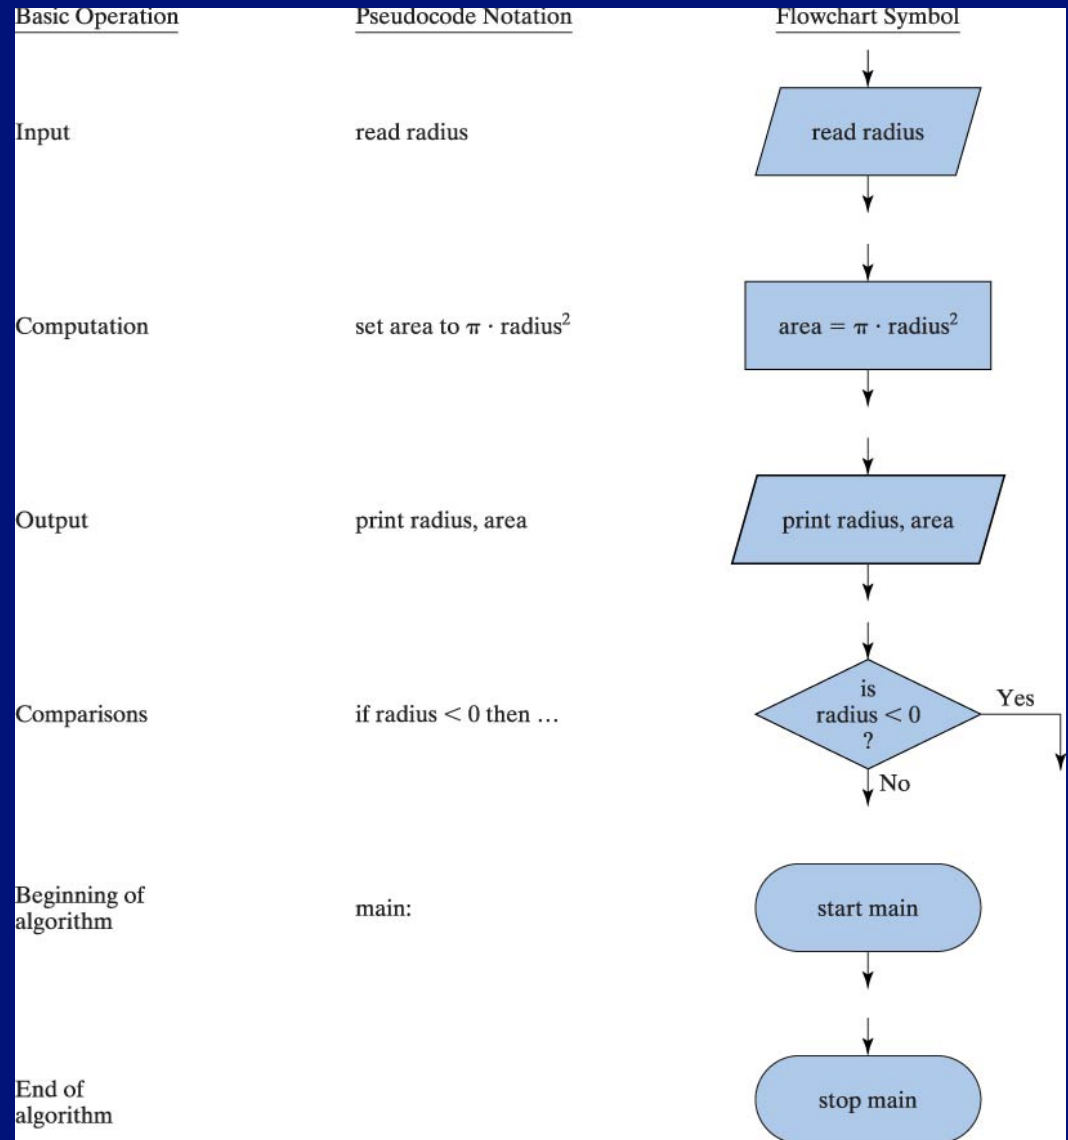 Basic Operation Pseudocode Notation Flowchart Symbol
Input read radius read radius
Computation set area to π · radius² area = π · radius²
Output print radius, area print radius, area
Comparisons if radius < 0 then … is
radius < 0
?
Yes
No
Beginning of
algorithm main: start main
End of
algorithm stop main